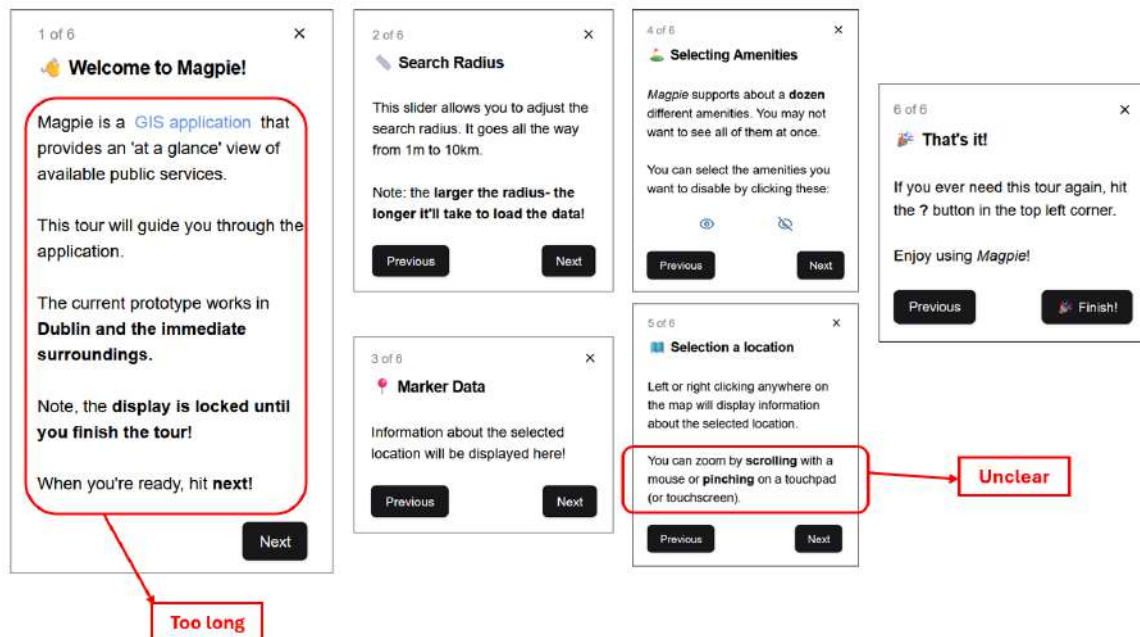 1 of 6
Welcome to Magpie!
Magpie is a GIS application that
provides an 'at a glance' view of
available public services.
This tour will guide you through the
application.
The current prototype works in
Dublin and the immediate
surroundings.
Note, the display is locked until
you finish the tour!
When you're ready, hit next!
Next
Too long
2 of 6
Search Radius
This slider allows you to adjust the
search radius. It goes all the way
from 1m to 10km.
Note: the larger the radius- the
longer it'll take to load the data!
Previous
Next
3 of 6
Marker Data
Information about the selected
location will be displayed here!
Previous
Next
4 of 6
Selecting Amenities
Magpie supports about a dozen
different amenities. You may not
want to see all of them at once.
You can select the amenities you
want to disable by clicking these:
Previous
Next
5 of 6
Selection a location
Left or right clicking anywhere on
the map will display information
about the selected location.
You can zoom by scrolling with a
mouse or pinching on a touchpad
(or touchscreen).
Previous
Next
Unclear
6 of 6
That's it!
If you ever need this tour again, hit
the ? button in the top left corner.
Enjoy using Magpie!
Previous
Finish!